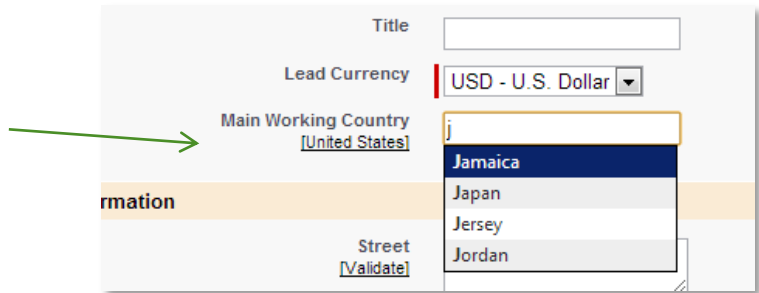 Title
Lead Currency USD - U.S. Dollar
Main Working Country j
[United States]
Jamaica
Japan
rmation
Jersey
Street Jordan
[Validate]